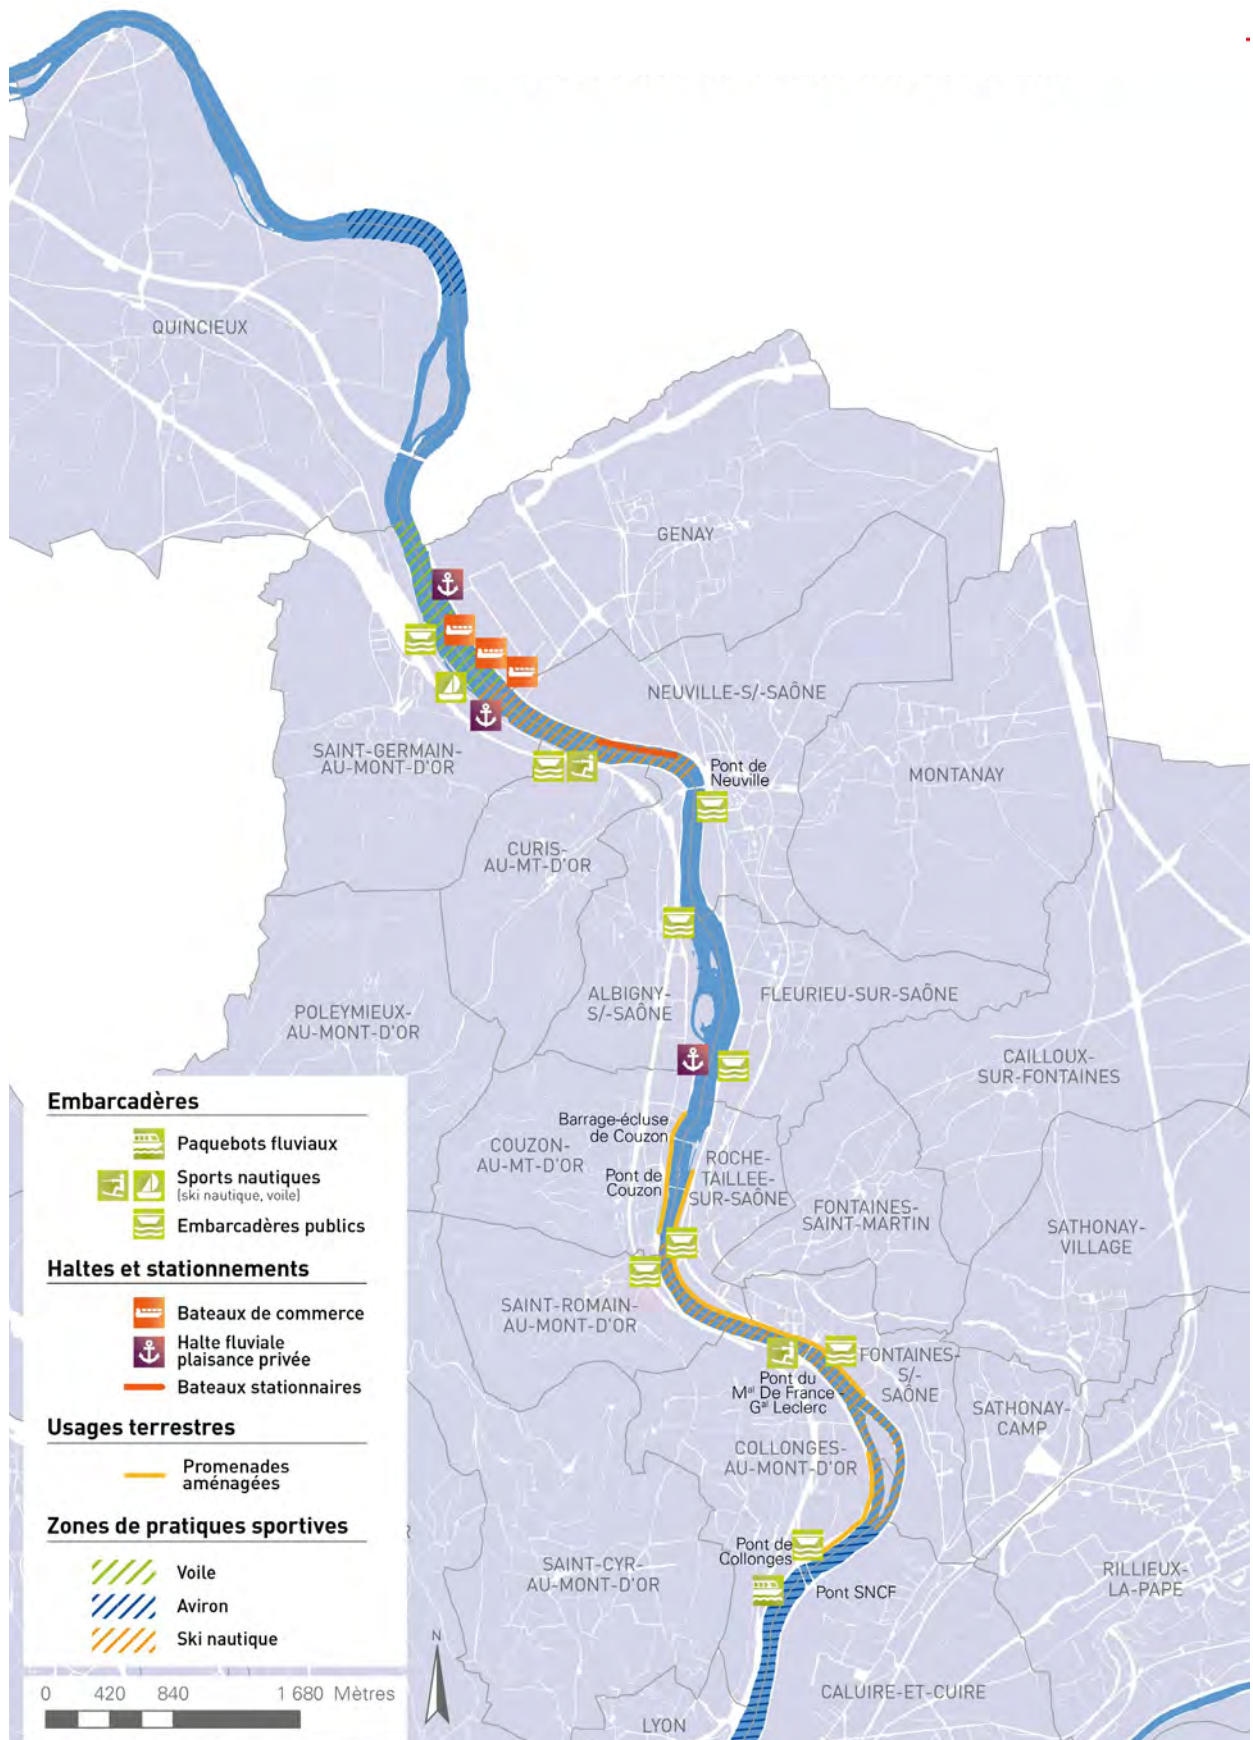 QUINCIEUX
GENAY
NEUVILLE-S/-SAÔNE
SAINT-GERMAIN-
AU-MONT-D'OR
Pont de
Neuville
MONTANAY
CURIS-
AU-MT-D'OR
ALBIGNY-
S/-SAÔNE
FLEURIEU-SUR-SAÔNE
POLEYMIEUX-
AU-MONT-D'OR
CAILLOUX-
SUR-FONTAINES
Barrage-écluse
de Couzon
COUZON-
AU-MT-D'OR
Pont de
Couzon
ROCHE-
TAILLEE-
SUR-SAÔNE
FONTAINES-
SAINT-MARTIN
SATHONAY-
VILLAGE
SAINT-ROMAIN-
AU-MONT-D'OR
Pont du
Mal De France -
Gal Leclerc
FONTAINES-
S/-
SAÔNE
SATHONAY-
CAMP
COLLONGES-
AU-MONT-D'OR
Pont de
Collonges
Pont SNCF
SAINT-CYR-
AU-MONT-D'OR
RILLIEUX-
LA-PAPE
CALUIRE-ET-CUIRE
LYON
Embarcadères
Paquebots fluviaux
Sports nautiques
(ski nautique, voile)
Embarcadères publics
Haltes et stationnements
Bateaux de commerce
Halte fluviale
plaisance privée
Bateaux stationnaires
Usages terrestres
Promenades
aménagées
Zones de pratiques sportives
Voile
Aviron
Ski nautique
N
0 420 840 1 680 Mètres